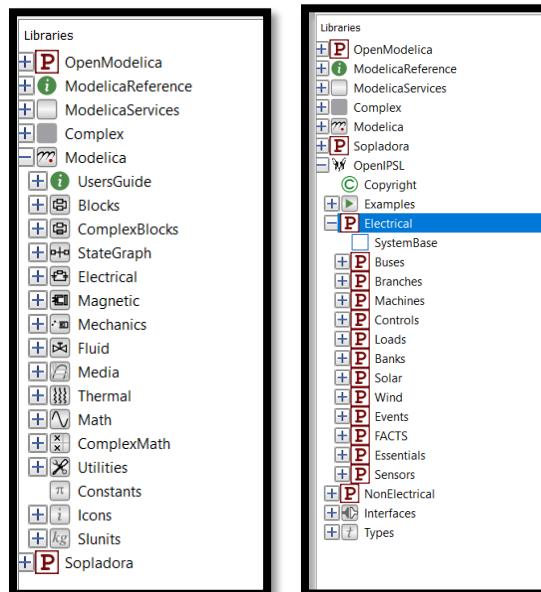 Libraries
P OpenModelica
i ModelicaReference
ModelicaServices
Complex
Modelica
i UsersGuide
Blocks
ComplexBlocks
StateGraph
Electrical
Magnetic
Mechanics
Fluid
Media
Thermal
Math
ComplexMath
Utilities
π Constants
i Icons
kg SIunits
P Sopladora
Libraries
P OpenModelica
i ModelicaReference
ModelicaServices
Complex
Modelica
P Sopladora
OpenIPSL
© Copyright
Examples
P Electrical
SystemBase
P Buses
P Branches
P Machines
P Controls
P Loads
P Banks
P Solar
P Wind
P Events
P FACTS
P Essentials
P Sensors
P NonElectrical
Interfaces
t Types